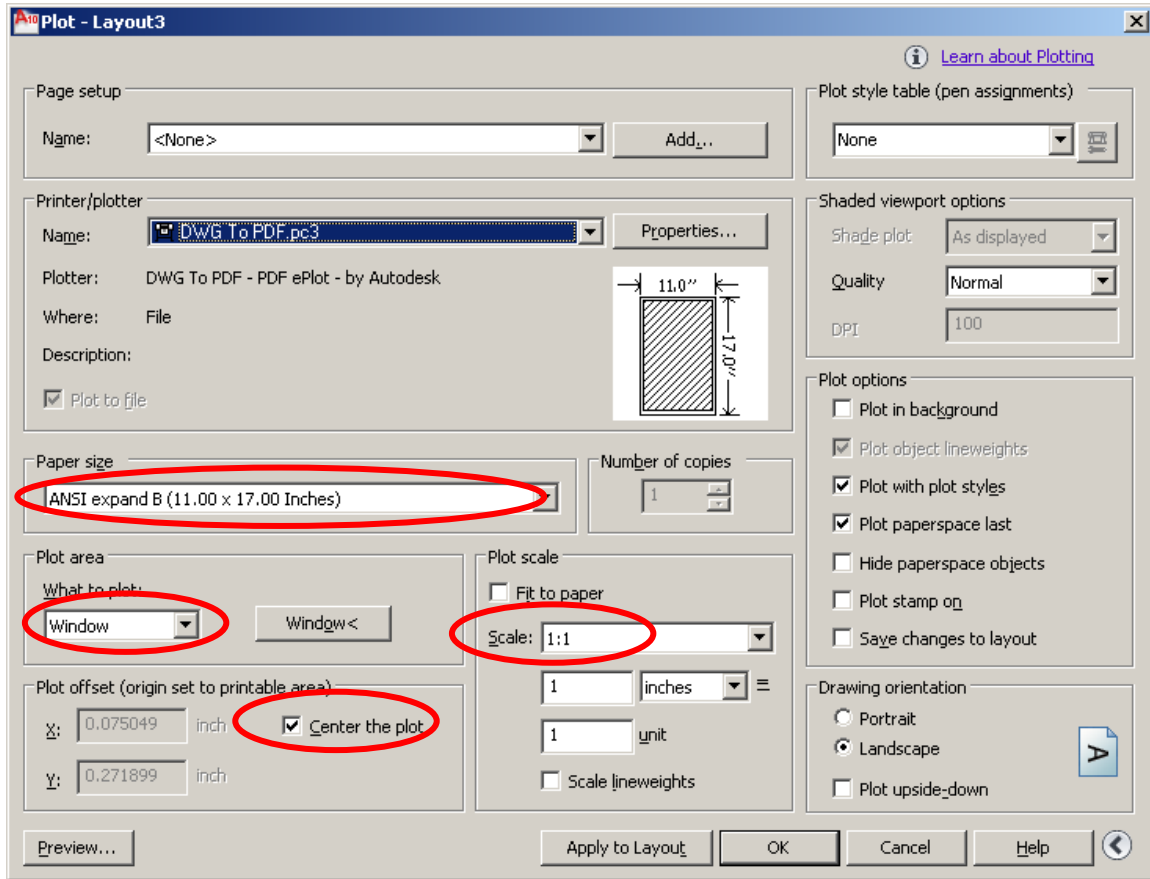 A10 Plot - Layout3
Learn about Plotting
Page setup
Name: <None> Add...
Plot style table (pen assignments)
None
Printer/plotter
Name: DWG To PDF.pc3 Properties...
Plotter: DWG To PDF - PDF ePlot - by Autodesk
Where: File
Description:
Plot to file
11.0″
17.0″
Shaded viewport options
Shade plot As displayed
Quality Normal
DPI 100
Paper size
ANSI expand B (11.00 x 17.00 Inches)
Number of copies
1
Plot options
Plot in background
Plot object lineweights
Plot with plot styles
Plot paperspace last
Hide paperspace objects
Plot stamp on
Save changes to layout
Plot area
What to plot:
Window Window<
Plot offset (origin set to printable area)
X: 0.075049 inch Center the plot
Y: 0.271899 inch
Plot scale
Fit to paper
Scale: 1:1
1 inches =
1 unit
Scale lineweights
Drawing orientation
Portrait
Landscape
Plot upside-down
A
Preview... Apply to Layout OK Cancel Help